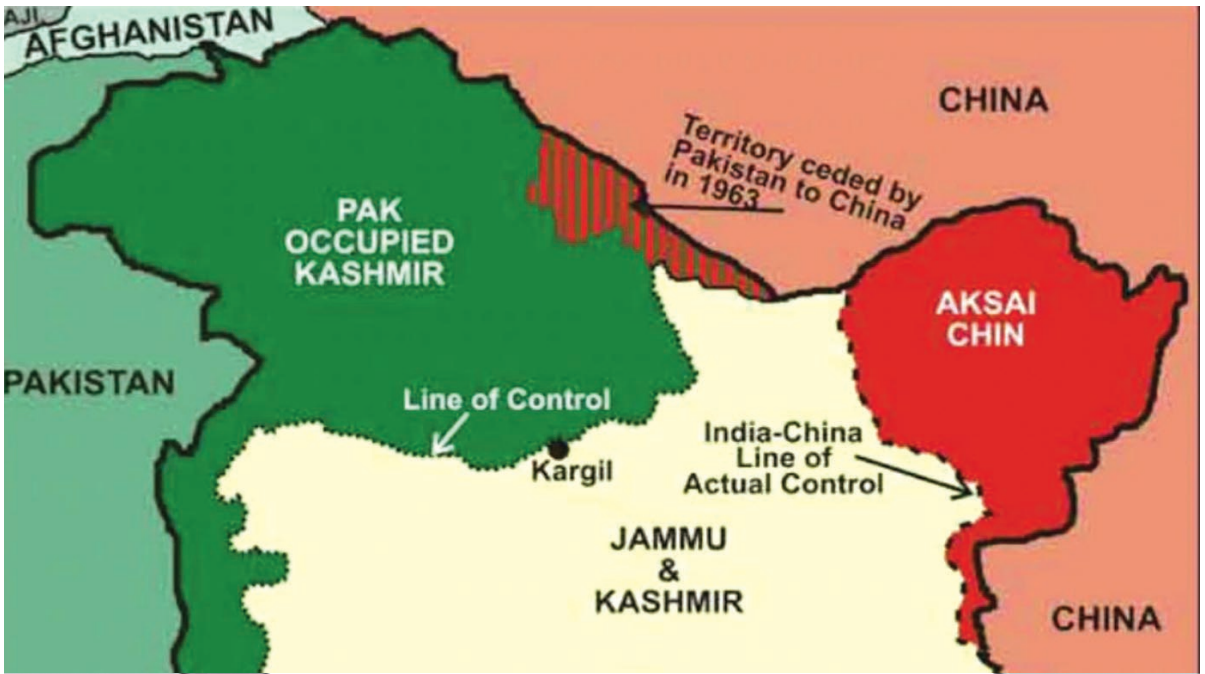 AJI
AFGHANISTAN
CHINA
Territory ceded by
Pakistan to China
in 1963
PAK
OCCUPIED
KASHMIR
AKSAI
CHIN
PAKISTAN
Line of Control
India-China
Line of
Actual Control
Kargil
JAMMU
&
KASHMIR
CHINA